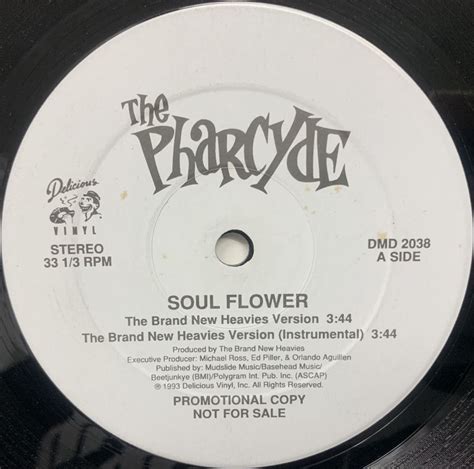 The
Pharcyde
Delicious
VINYL
STEREO
33 1/3 RPM
DMD 2038
A SIDE
SOUL FLOWER
The Brand New Heavies Version 3:44
The Brand New Heavies Version (Instrumental) 3:44
Produced by The Brand New Heavies
Executive Producer: Michael Ross, Ed Piller, & Orlando Aguillen
Published by: Mudslide Music/Basehead Music/
Beetjunkye (BMI)/Polygram Int. Pub. Inc. (ASCAP)
℗ 1993 Delicious Vinyl, Inc. All Rights Reserved.
PROMOTIONAL COPY
NOT FOR SALE